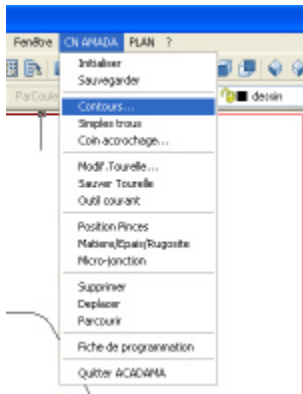 Fenêtre CN AMADA PLAN ?
Initialiser
Sauvegarder
ParCoule dessin
Contours...
Simples trous
Coin accrochage...
Modif.Tourelle...
Sauver Tourelle
Outil courant
Position Pinces
Matiere/Epais/Rugosite
Micro-jonction
Supprimer
Deplacer
Parcourir
Fiche de programmation
Quitter ACADAMA